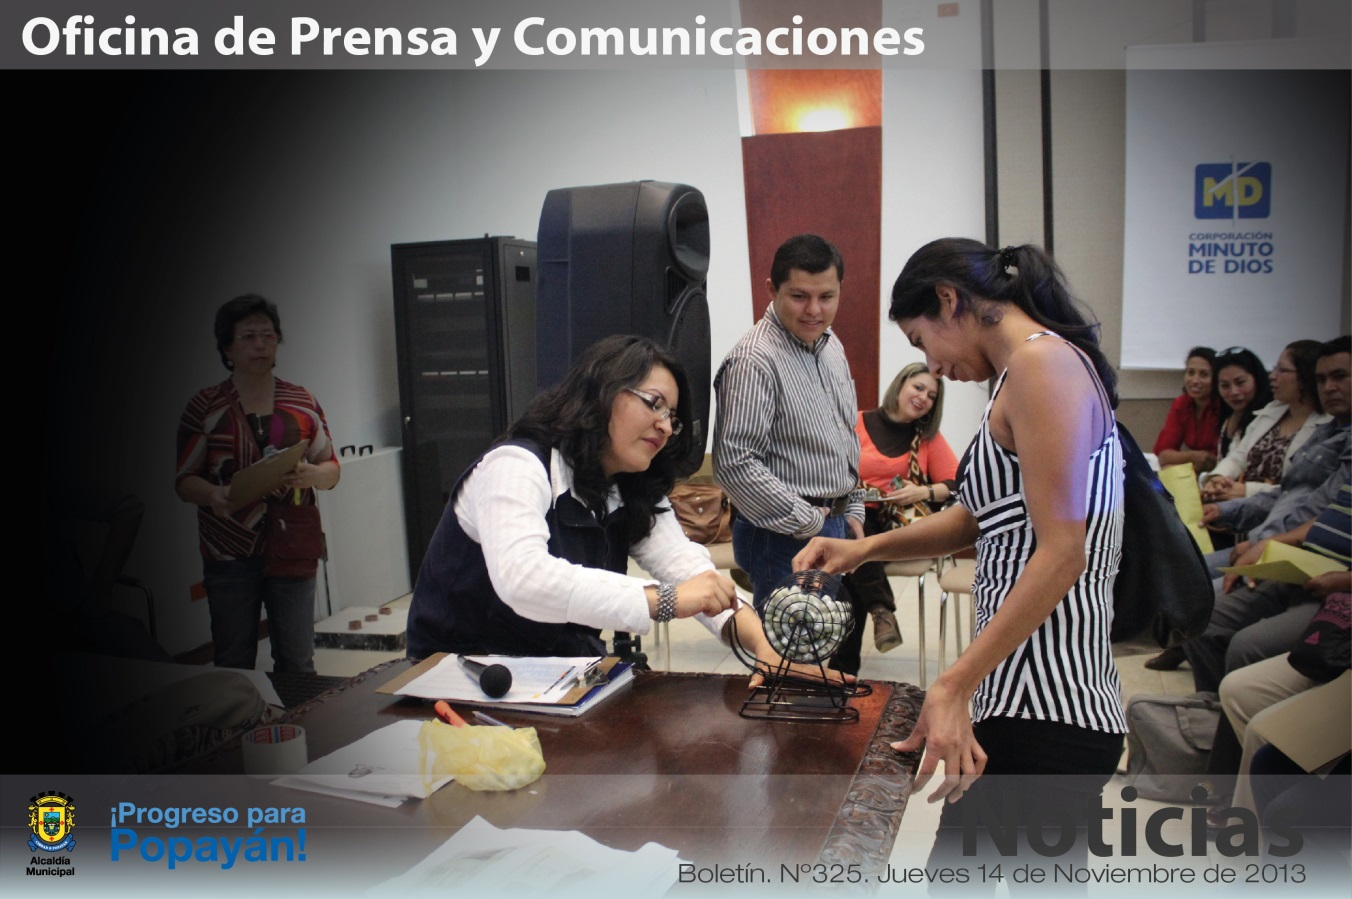 Oficina de Prensa y Comunicaciones
MD
CORPORACIÓN
MINUTO
DE DIOS
Alcaldía
Municipal
¡Progreso para
Popayán!
Noticias
Boletín. Nº325. Jueves 14 de Noviembre de 2013